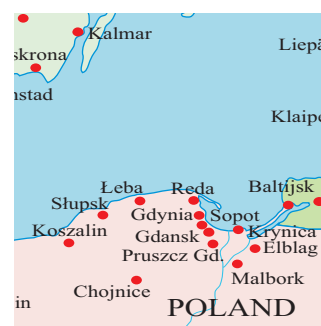 Kalmar
skrona
Liepā
nstad
Klaipe
Łeba
Reda
Baltijsk
Słupsk
Gdynia
Sopot
Koszalin
Gdansk
Krynica
Pruszcz Gd.
Elblag
Malbork
Chojnice
in
POLAND